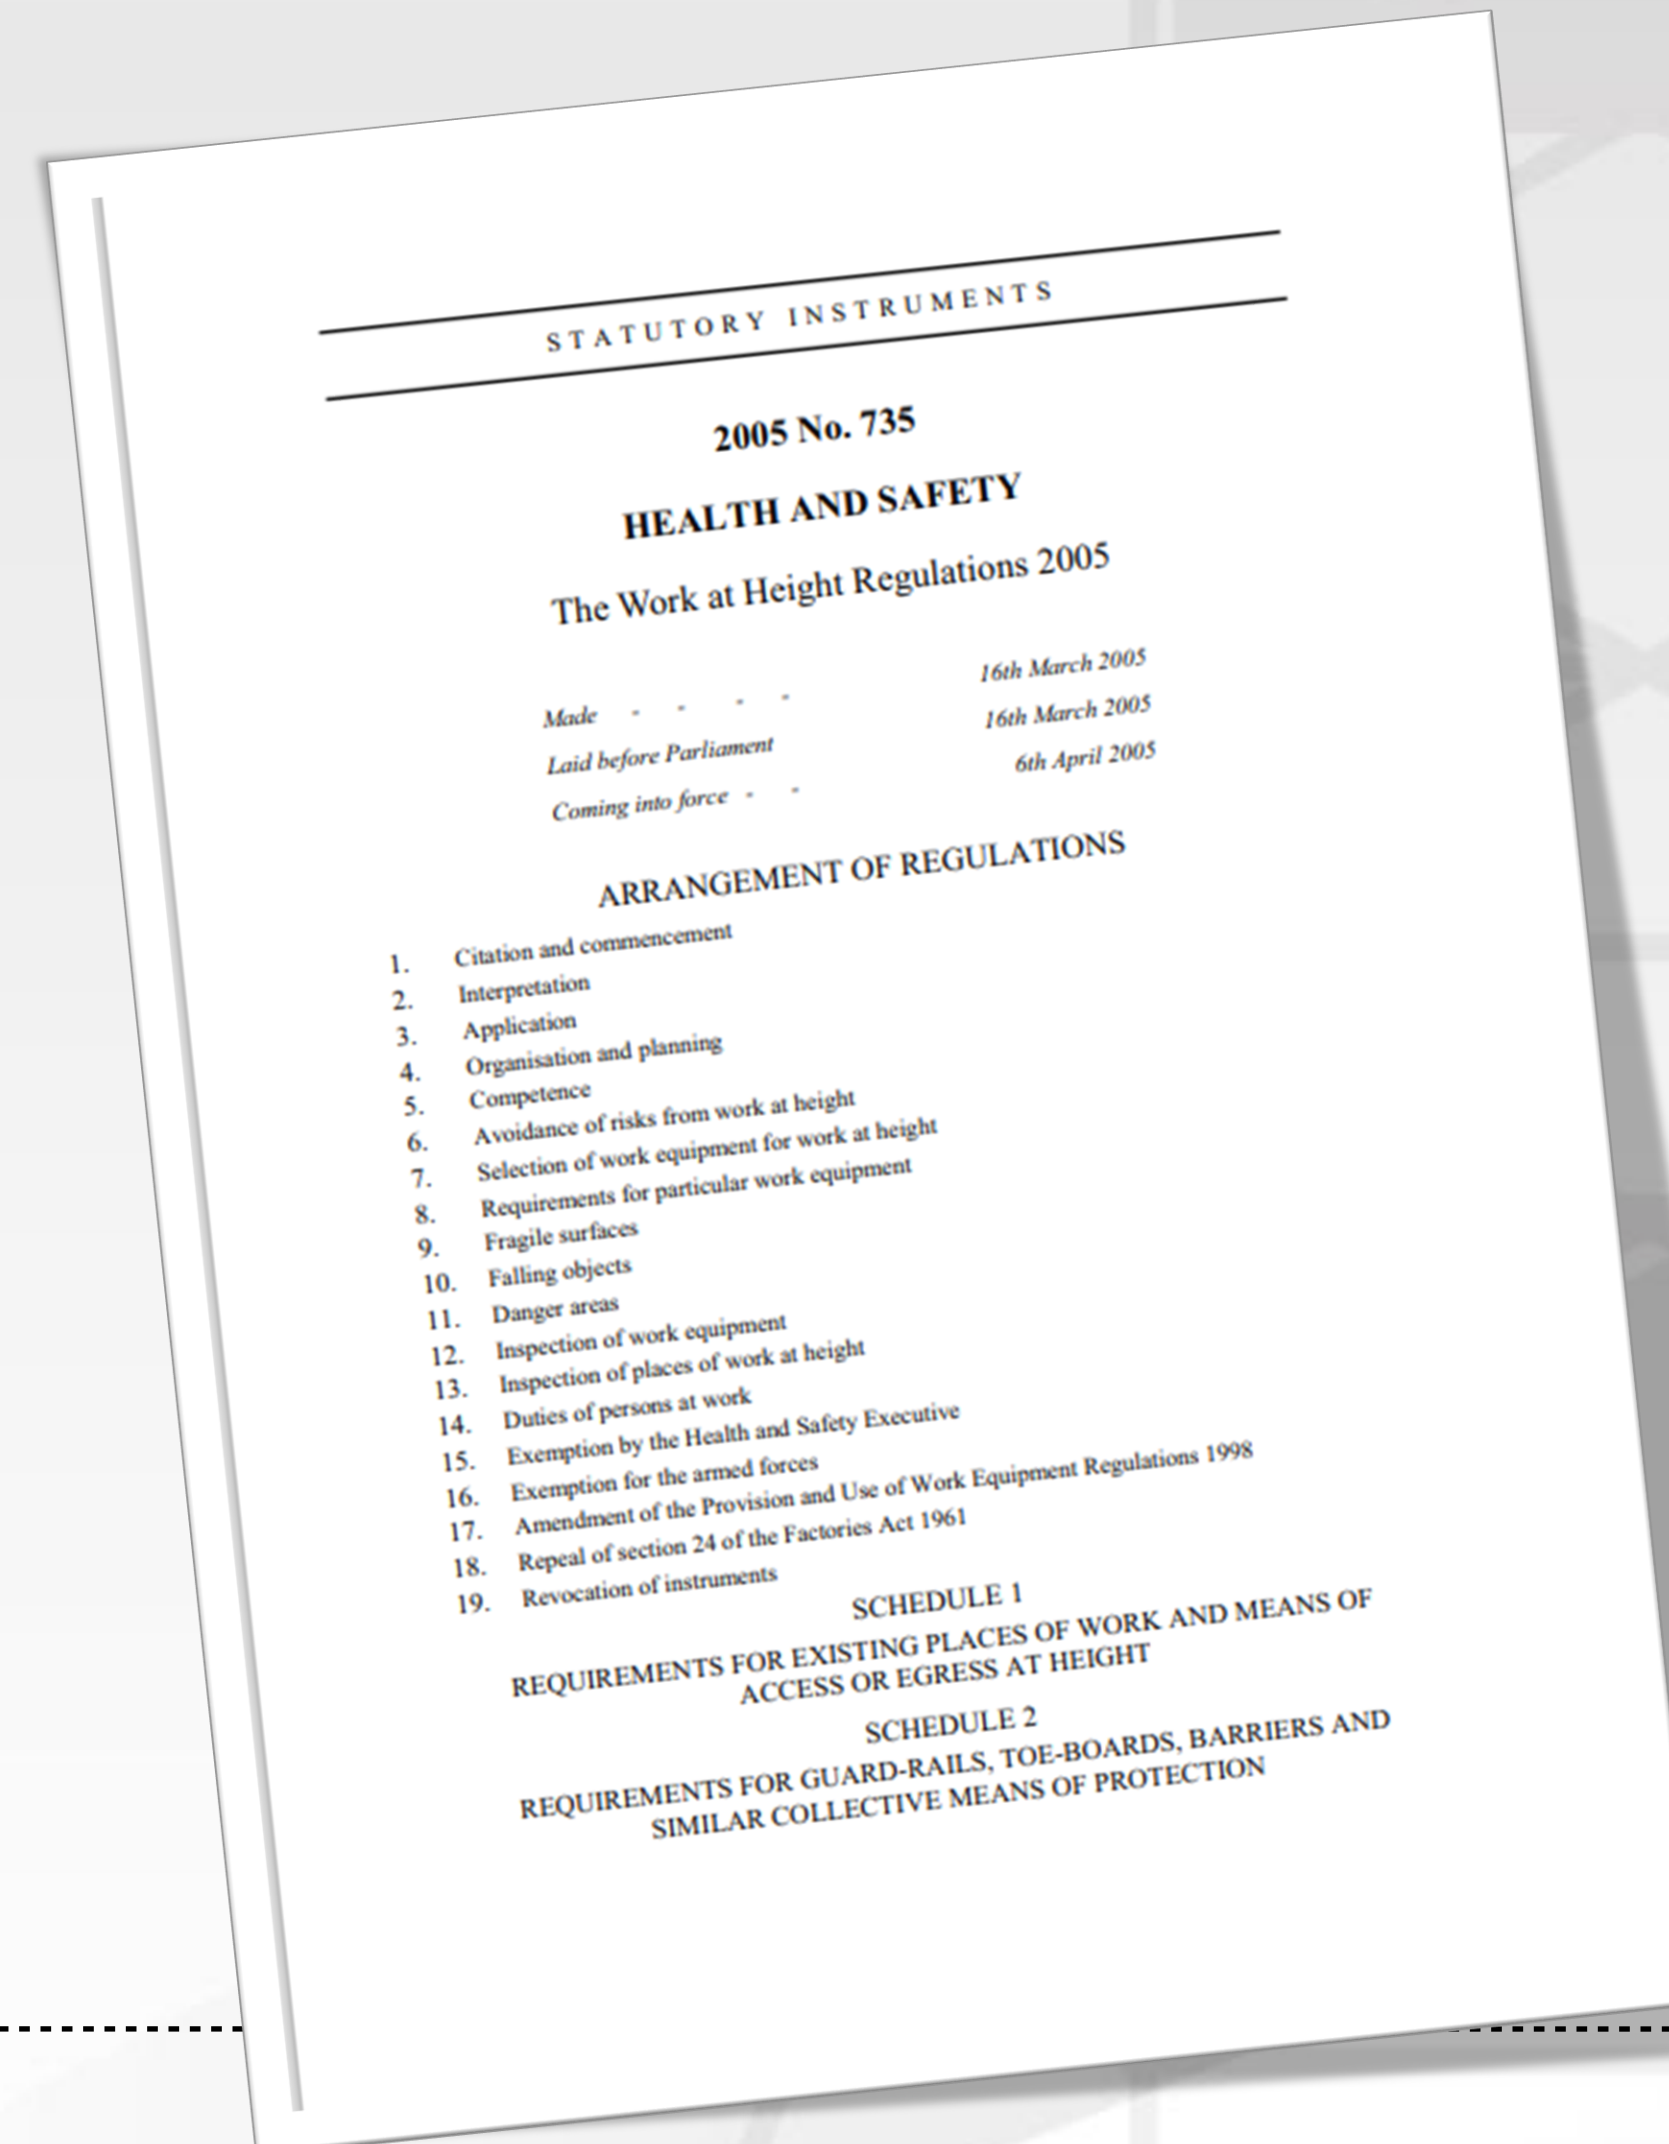 STATUTORY INSTRUMENTS
2005 No. 735
HEALTH AND SAFETY
The Work at Height Regulations 2005
Made - - - - 16th March 2005
Laid before Parliament 16th March 2005
Coming into force - - 6th April 2005
ARRANGEMENT OF REGULATIONS
1. Citation and commencement
2. Interpretation
3. Application
4. Organisation and planning
5. Competence
6. Avoidance of risks from work at height
7. Selection of work equipment for work at height
8. Requirements for particular work equipment
9. Fragile surfaces
10. Falling objects
11. Danger areas
12. Inspection of work equipment
13. Inspection of places of work at height
14. Duties of persons at work
15. Exemption by the Health and Safety Executive
16. Exemption for the armed forces
17. Amendment of the Provision and Use of Work Equipment Regulations 1998
18. Repeal of section 24 of the Factories Act 1961
19. Revocation of instruments
SCHEDULE 1
REQUIREMENTS FOR EXISTING PLACES OF WORK AND MEANS OF
ACCESS OR EGRESS AT HEIGHT
SCHEDULE 2
REQUIREMENTS FOR GUARD-RAILS, TOE-BOARDS, BARRIERS AND
SIMILAR COLLECTIVE MEANS OF PROTECTION